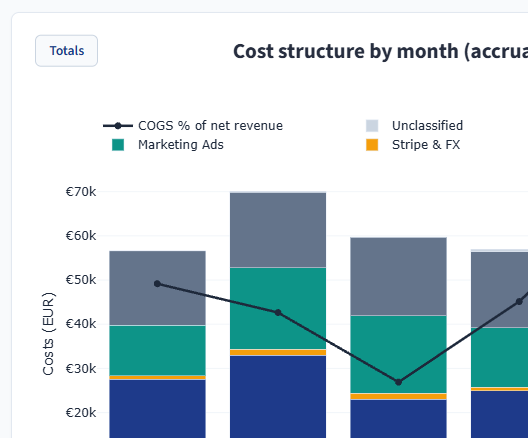 Totals
Cost structure by month (accrua
COGS % of net revenue
Unclassified
Marketing Ads
Stripe & FX
€70k
€60k
€50k
€40k
€30k
€20k
Costs (EUR)